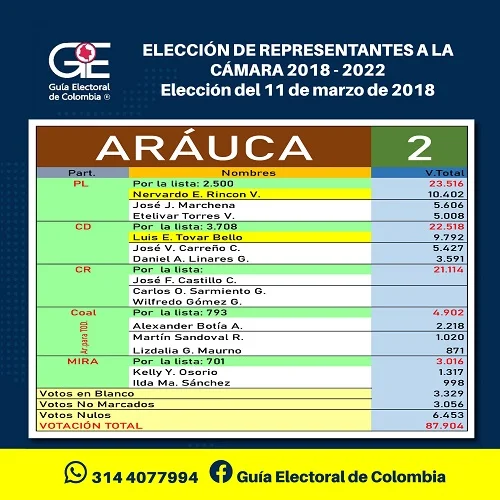 GE
Guía Electoral
de Colombia ®
ELECCIÓN DE REPRESENTANTES A LA
CÁMARA 2018 - 2022
Elección del 11 de marzo de 2018
ARÁUCA 2
Part. Nombres V.Total
PL Por la lista: 2.500 23.516
Nervardo E. Rincon V. 10.402
José J. Marchena 5.606
Etelivar Torres V. 5.008
CD Por la lista: 3.708 22.518
Luis E. Tovar Bello 9.792
José V. Carreño C. 5.427
Daniel A. Linares G. 3.591
CR Por la lista: 21,114
José F. Castillo C.
Carlos O. Sarmiento G.
Wilfredo Gómez G.
Coal Por la lista: 793 4.902
Ar.para TOD. Alexander Botía A. 2.218
Martín Sandoval R. 1.020
Lizdalia G. Maurno 871
MIRA Por la lista: 701 3.016
Kelly Y. Osorio 1.317
Ilda Ma. Sánchez 998
Votos en Blanco 3.329
Votos No Marcados 3.056
Votos Nulos 6.453
VOTACIÓN TOTAL 87.904
314 4077994 Guía Electoral de Colombia